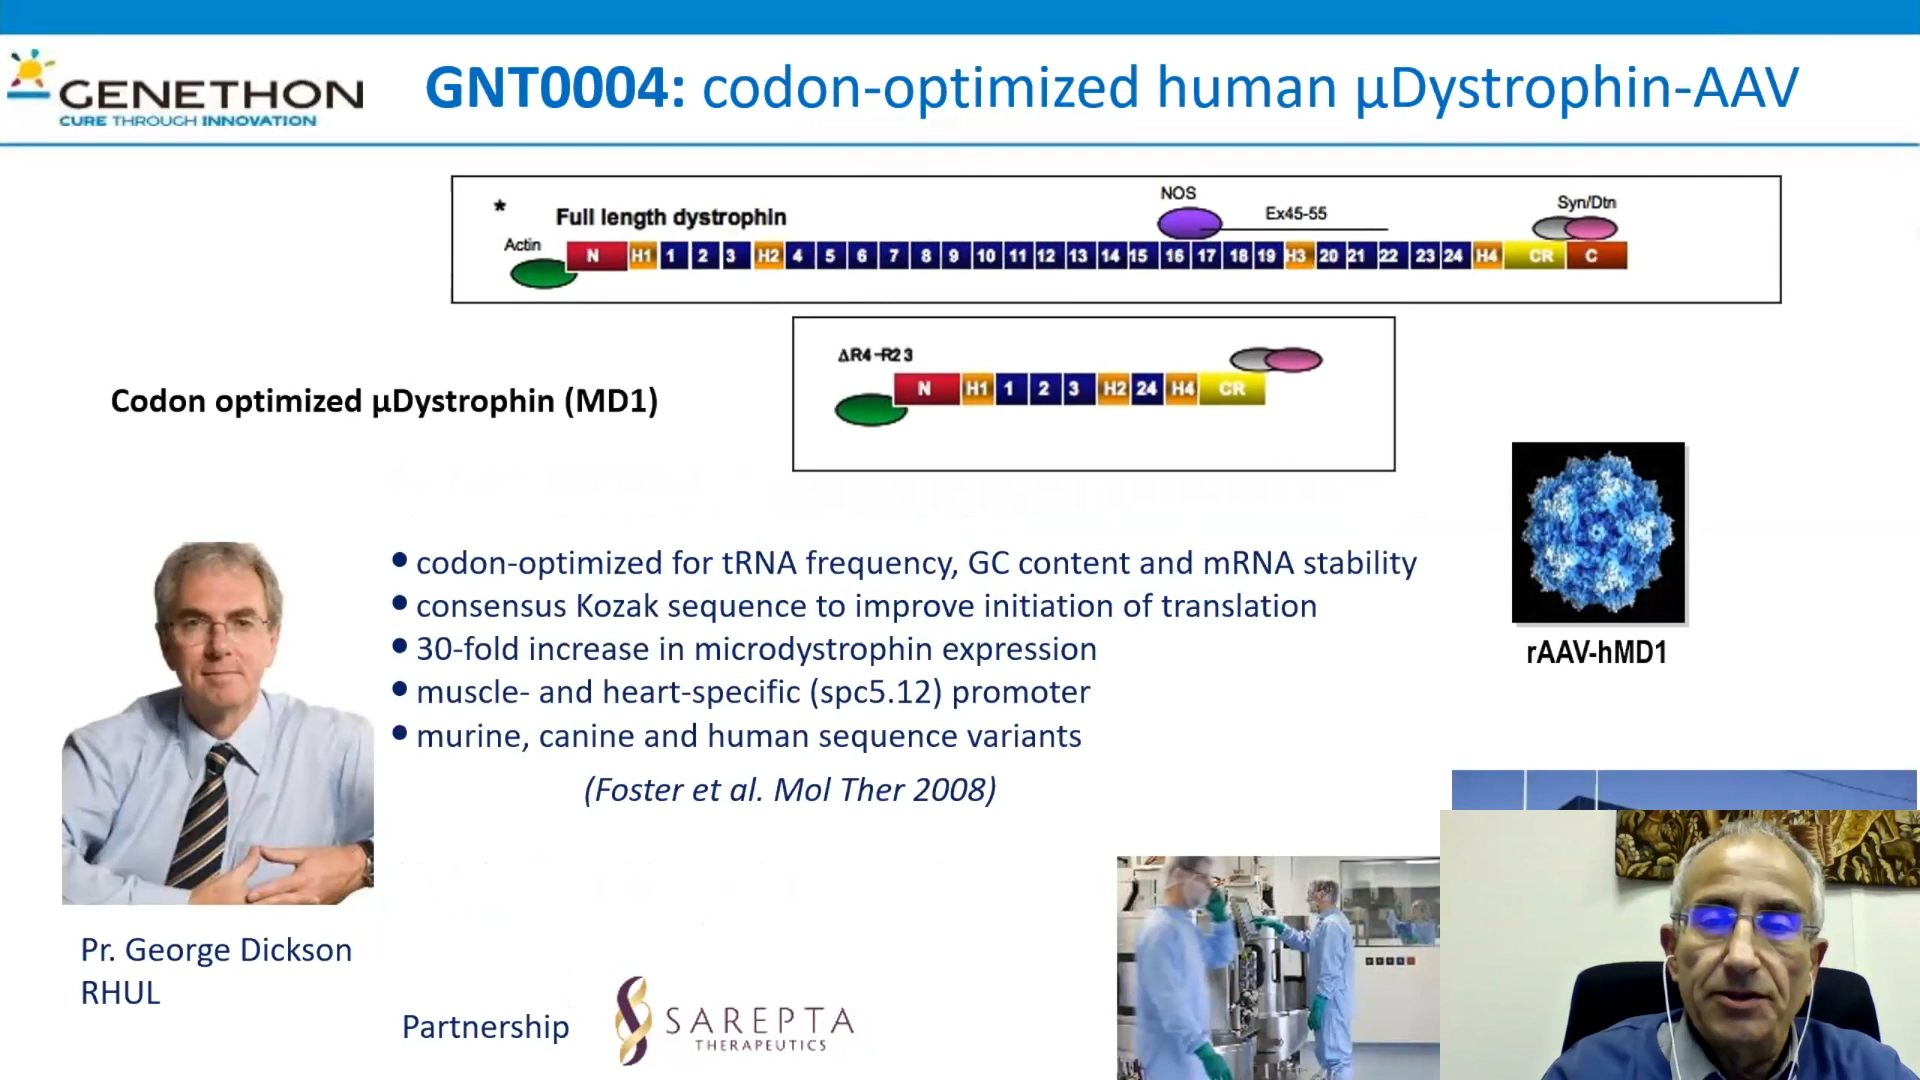 GENETHON
CURE THROUGH INNOVATION
GNT0004: codon-optimized human µDystrophin-AAV
*
Full length dystrophin
NOS
Ex45-55
Syn/Dtn
Actin
N H1 1 2 3 H2 4 5 6 7 8 9 10 11 12 13 14 15 16 17 18 19 H3 20 21 22 23 24 H4 CR C
ΔR4-R23
N H1 1 2 3 H2 24 H4 CR
Codon optimized µDystrophin (MD1)
• codon-optimized for tRNA frequency, GC content and mRNA stability
• consensus Kozak sequence to improve initiation of translation
• 30-fold increase in microdystrophin expression
• muscle- and heart-specific (spc5.12) promoter
• murine, canine and human sequence variants
(Foster et al. Mol Ther 2008)
rAAV-hMD1
Pr. George Dickson
RHUL
Partnership
SAREPTA
THERAPEUTICS